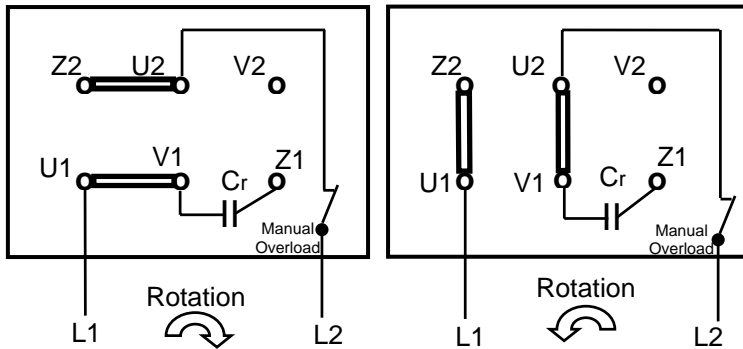 Z2 U2 V2
U1 V1 Z1
Cr
Manual
Overload
Rotation
L1 L2
Z2 U2 V2
U1 V1 Z1
Cr
Manual
Overload
Rotation
L1 L2